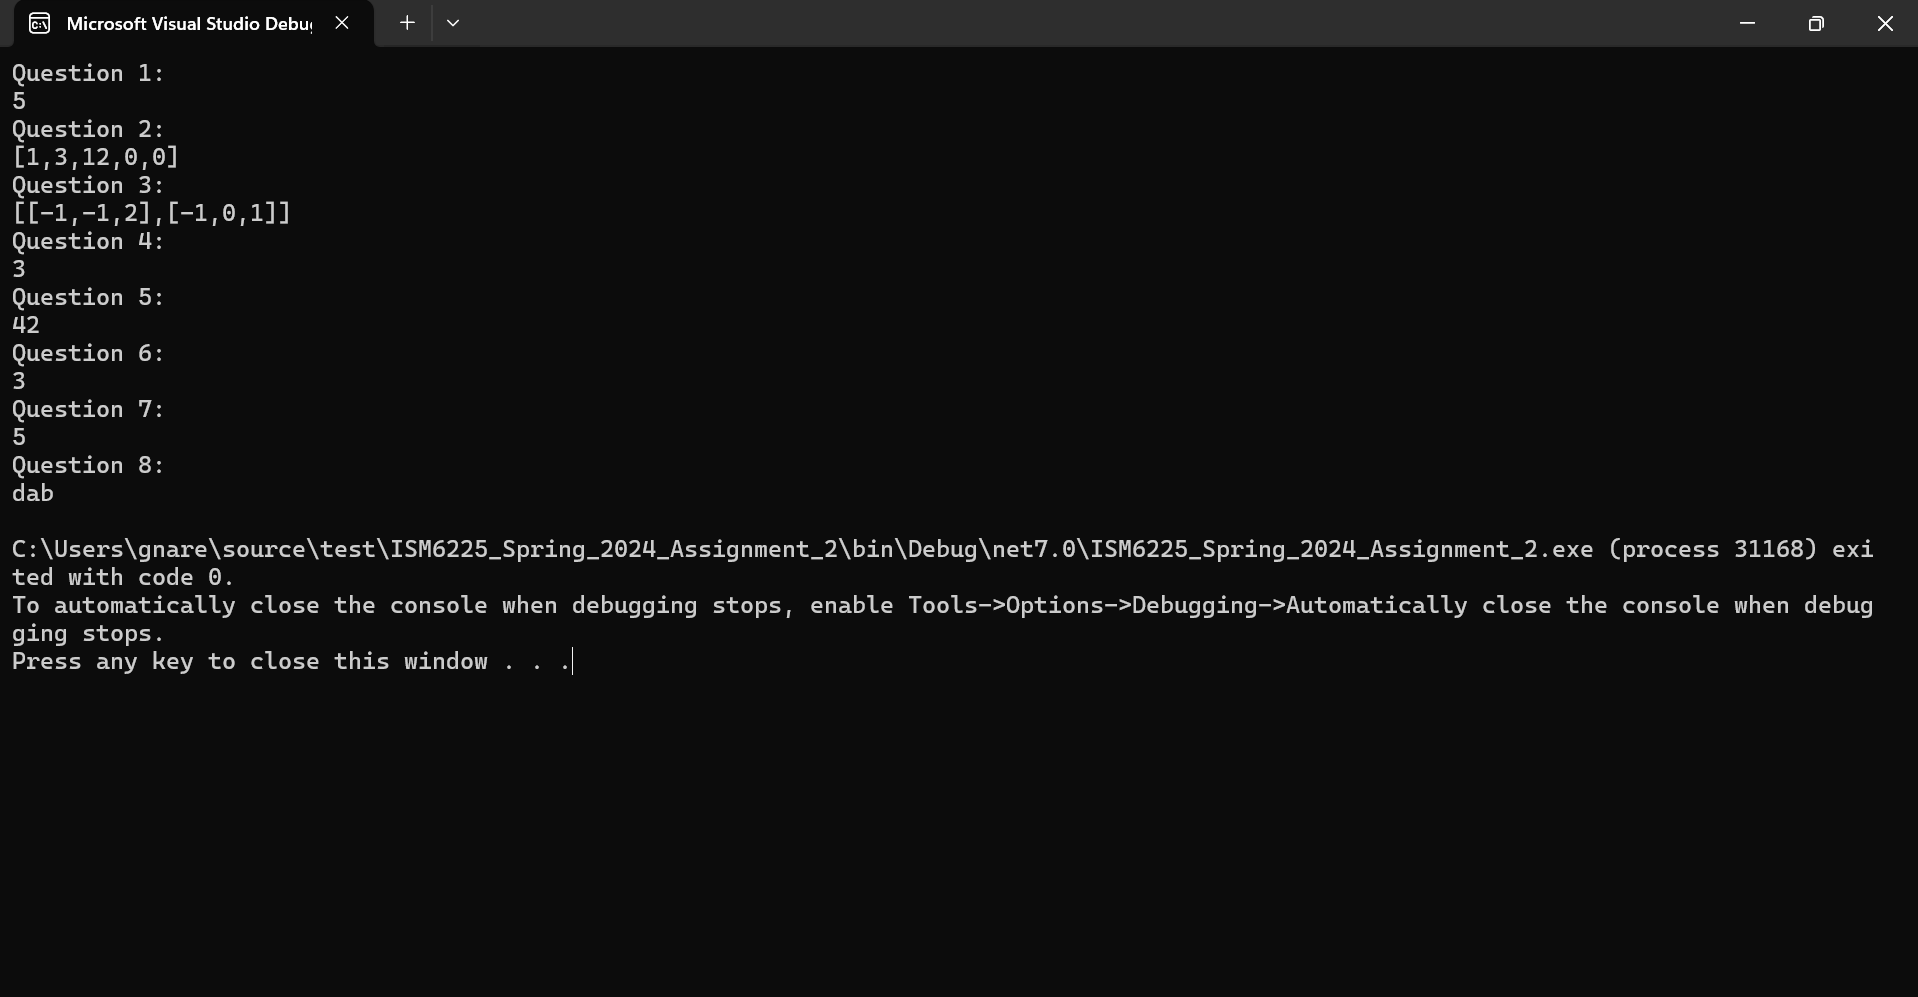 Microsoft Visual Studio Debu
Question 1:
5
Question 2:
[1,3,12,0,0]
Question 3:
[[-1,-1,2],[-1,0,1]]
Question 4:
3
Question 5:
42
Question 6:
3
Question 7:
5
Question 8:
dab
C:\Users\gnare\source\test\ISM6225_Spring_2024_Assignment_2\bin\Debug\net7.0\ISM6225_Spring_2024_Assignment_2.exe (process 31168) exi
ted with code 0.
To automatically close the console when debugging stops, enable Tools->Options->Debugging->Automatically close the console when debug
ging stops.
Press any key to close this window . . .